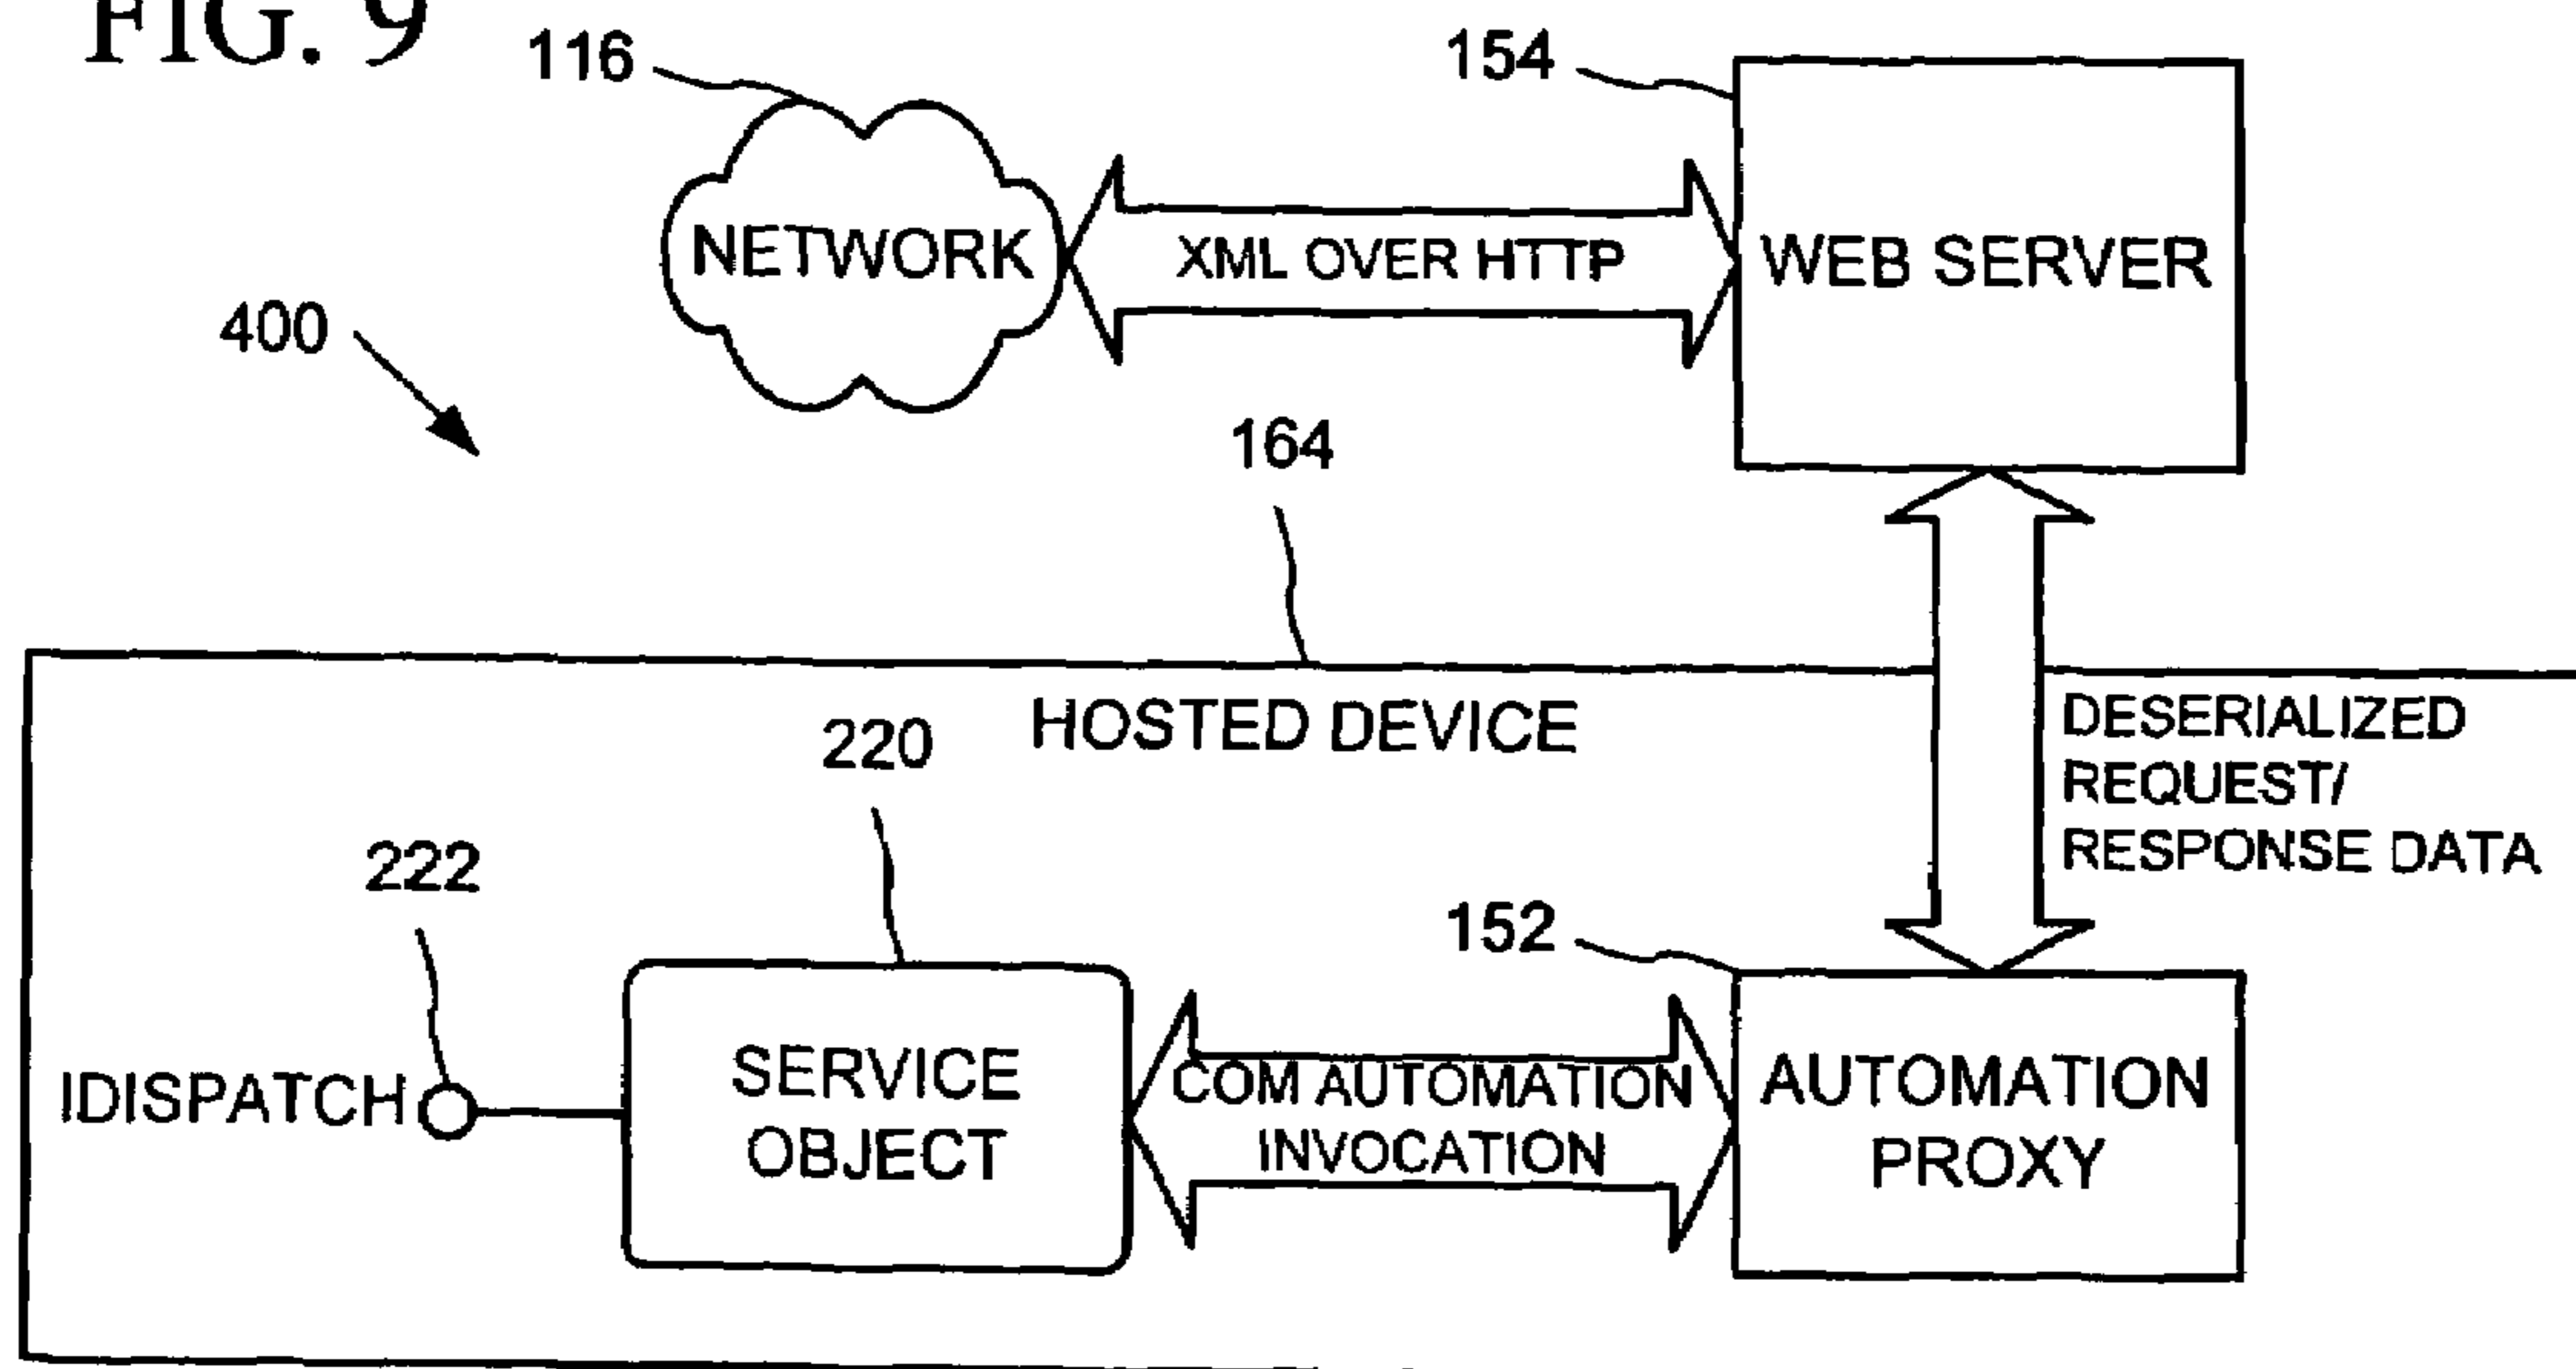 FIG. 9
116
154
NETWORK
XML OVER HTTP
WEB SERVER
400
164
HOSTED DEVICE
DESERIALIZED
REQUEST/
RESPONSE DATA
220
222
152
IDISPATCH
SERVICE
OBJECT
COM AUTOMATION
INVOCATION
AUTOMATION
PROXY